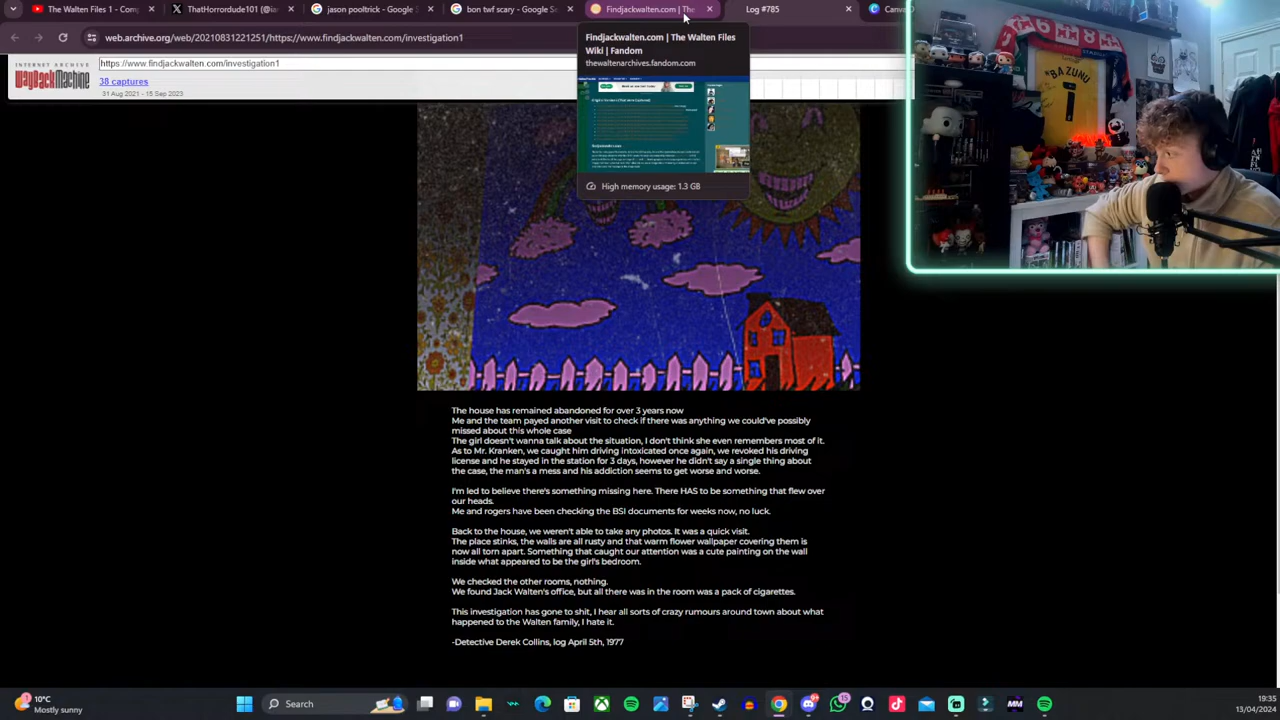 The Walten Files 1 - Comp
ThatHorrordude101 (@ia
jason pooltrick - Google S
bon twf scary - Google Se
Findjackwalten.com | The
Log #785
Canva
web.archive.org/web/20210831221251/https://www.findjackwalten.com/investigation1
INTERNET ARCHIVE
WayBackMachine
https://www.findjackwalten.com/investigation1
38 captures
31 Aug 2021 - 15 Sep 2023
Findjackwalten.com | The Walten Files
Wiki | Fandom
thewaltenarchives.fandom.com
High memory usage: 1.3 GB
BAZUNU
1
The house has remained abandoned for over 3 years now
Me and the team payed another visit to check if there was anything we could've possibly
missed about this whole case
The girl doesn't wanna talk about the situation, I don't think she even remembers most of it.
As to Mr. Kranken, we caught him driving intoxicated once again, we revoked his driving
license and he stayed in the station for 3 days, however he didn't say a single thing about
the case, the man's a mess and his addiction seems to get worse and worse.
I'm led to believe there's something missing here. There HAS to be something that flew over
our heads.
Me and rogers have been checking the BSI documents for weeks now, no luck.
Back to the house, we weren't able to take any photos. It was a quick visit.
The place stinks, the walls are all rusty and that warm flower wallpaper covering them is
now all torn apart. Something that caught our attention was a cute painting on the wall
inside what appeared to be the girl's bedroom.
We checked the other rooms, nothing.
We found Jack Walten's office, but all there was in the room was a pack of cigarettes.
This investigation has gone to shit, I hear all sorts of crazy rumours around town about what
happened to the Walten family, I hate it.
-Detective Derek Collins, log April 5th, 1977
10°C
Mostly sunny
Search
15
19:35
13/04/2024